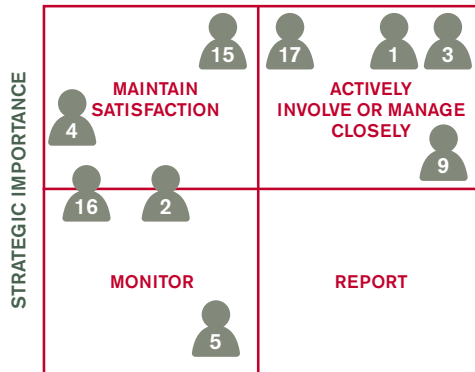 STRATEGIC IMPORTANCE
15
17
1
3
MAINTAIN
SATISFACTION
ACTIVELY
INVOLVE OR MANAGE
CLOSELY
4
9
16
2
MONITOR
REPORT
5